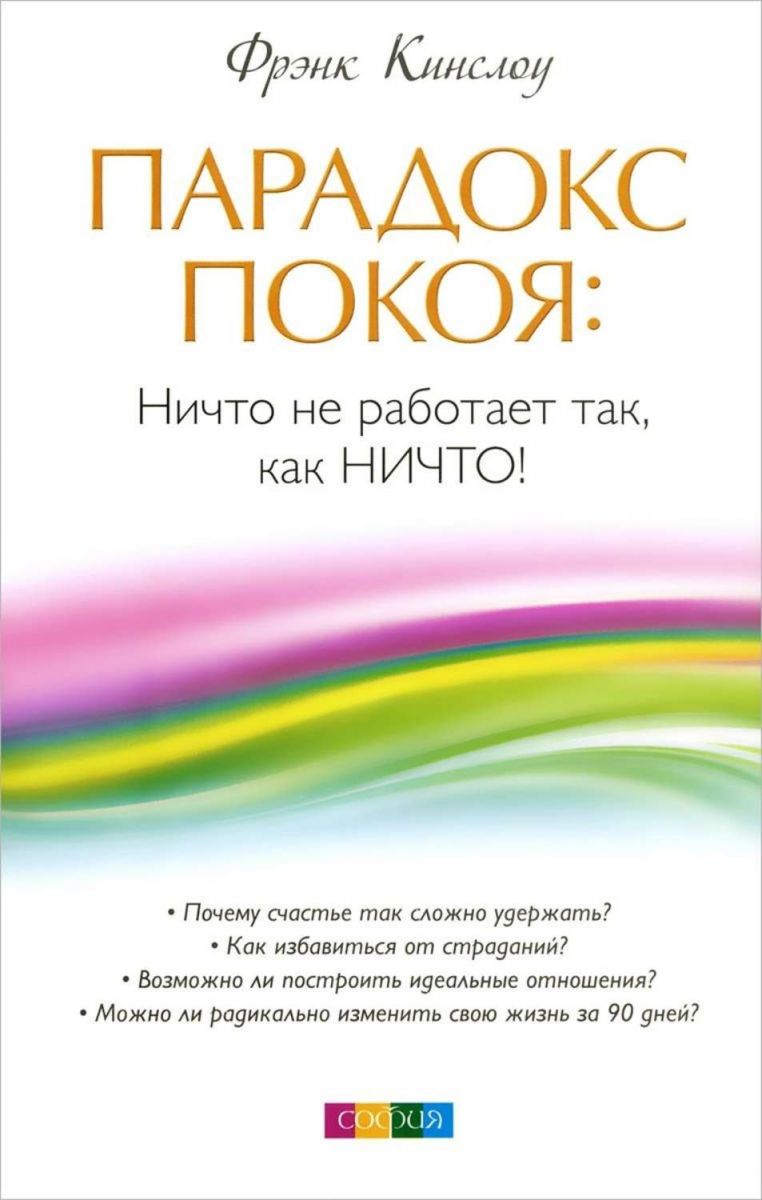 Фрэнк Кинслоу
ПАРАДОКС
ПОКОЯ:
Ничто не работает так,
как НИЧТО!
• Почему счастье так сложно удержать?
• Как избавиться от страданий?
• Возможно ли построить идеальные отношения?
• Можно ли радикально изменить свою жизнь за 90 дней?
софия